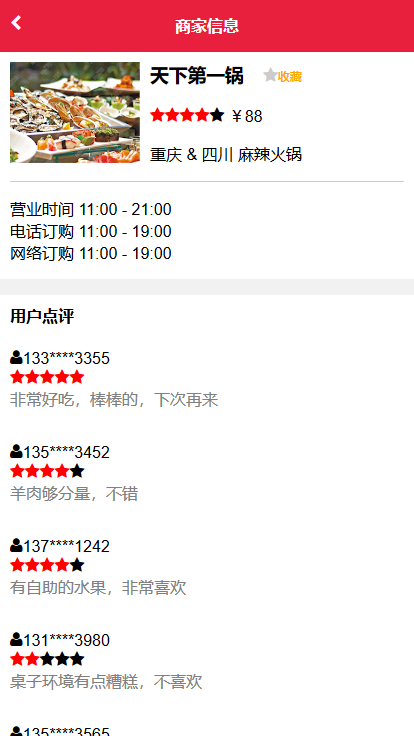 商家信息
天下第一锅 收藏
￥88
重庆 & 四川 麻辣火锅
营业时间 11:00 - 21:00
电话订购 11:00 - 19:00
网络订购 11:00 - 19:00
用户点评
133****3355
非常好吃，棒棒的，下次再来
135****3452
羊肉够分量，不错
137****1242
有自助的水果，非常喜欢
131****3980
桌子环境有点糟糕，不喜欢
135****3565